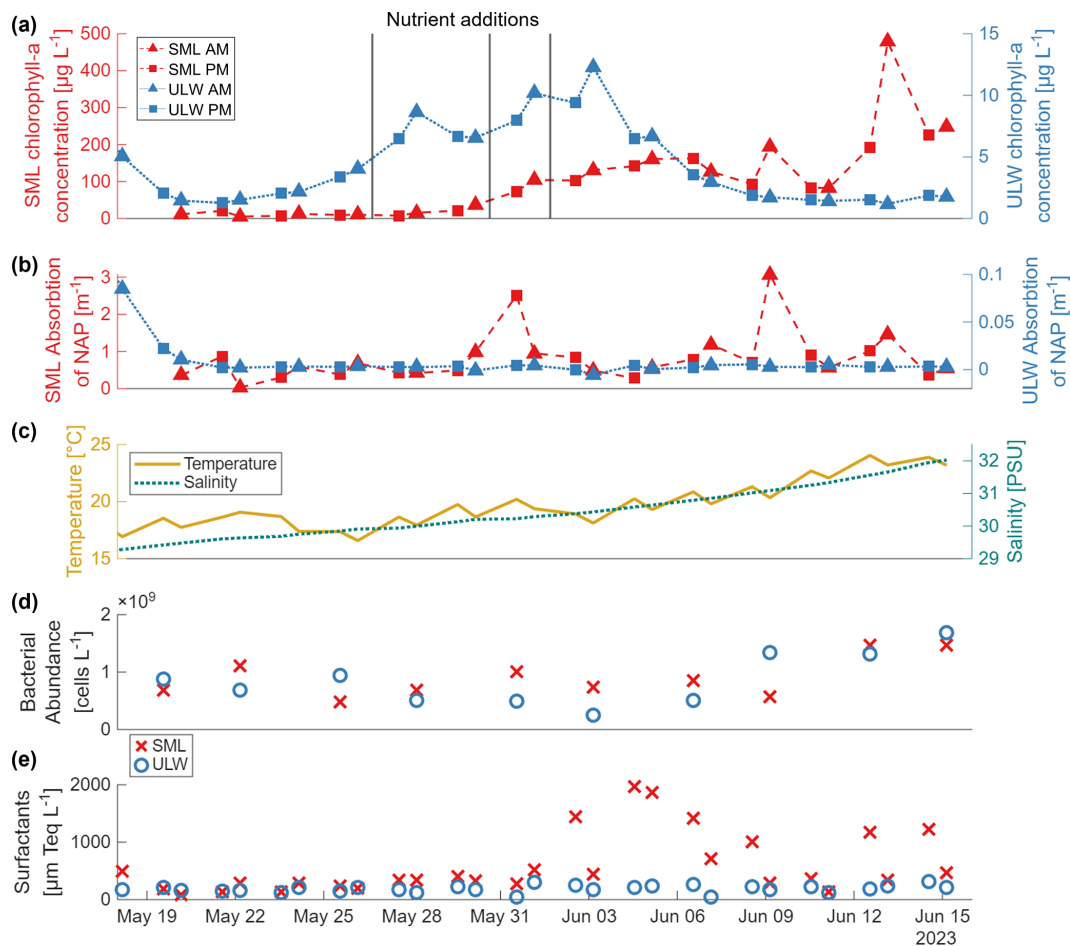 Nutrient additions
(a)
SML chlorophyll-a
concentration [µg L⁻¹]
500
400
300
200
100
0
SML AM
SML PM
ULW AM
ULW PM
15
10
5
0
ULW chlorophyll-a
concentration [µg L⁻¹]
(b)
SML Absorbtion
of NAP [m⁻¹]
3
2
1
0
0.1
0.05
0
ULW Absorbtion
of NAP [m⁻¹]
(c)
Temperature [°C]
25
20
15
Temperature
Salinity
32
31
30
29
Salinity [PSU]
(d)
×10⁹
Bacterial
Abundance
[cells L⁻¹]
2
1
0
SML
ULW
(e)
Surfactants
[µm Teq L⁻¹]
2000
1000
0
May 19 May 22 May 25 May 28 May 31 Jun 03 Jun 06 Jun 09 Jun 12 Jun 15
2023